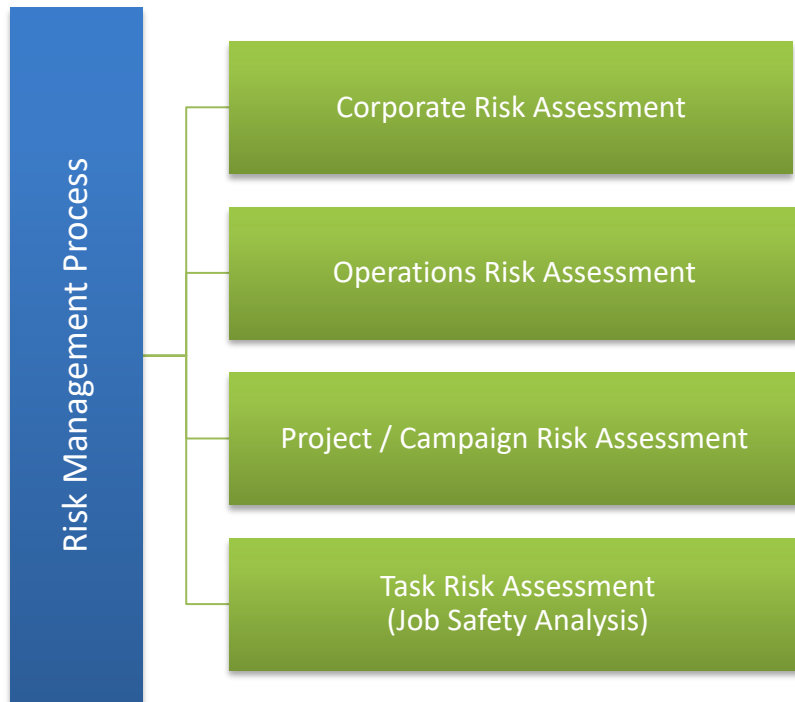 Risk Management Process
Corporate Risk Assessment
Operations Risk Assessment
Project / Campaign Risk Assessment
Task Risk Assessment
(Job Safety Analysis)